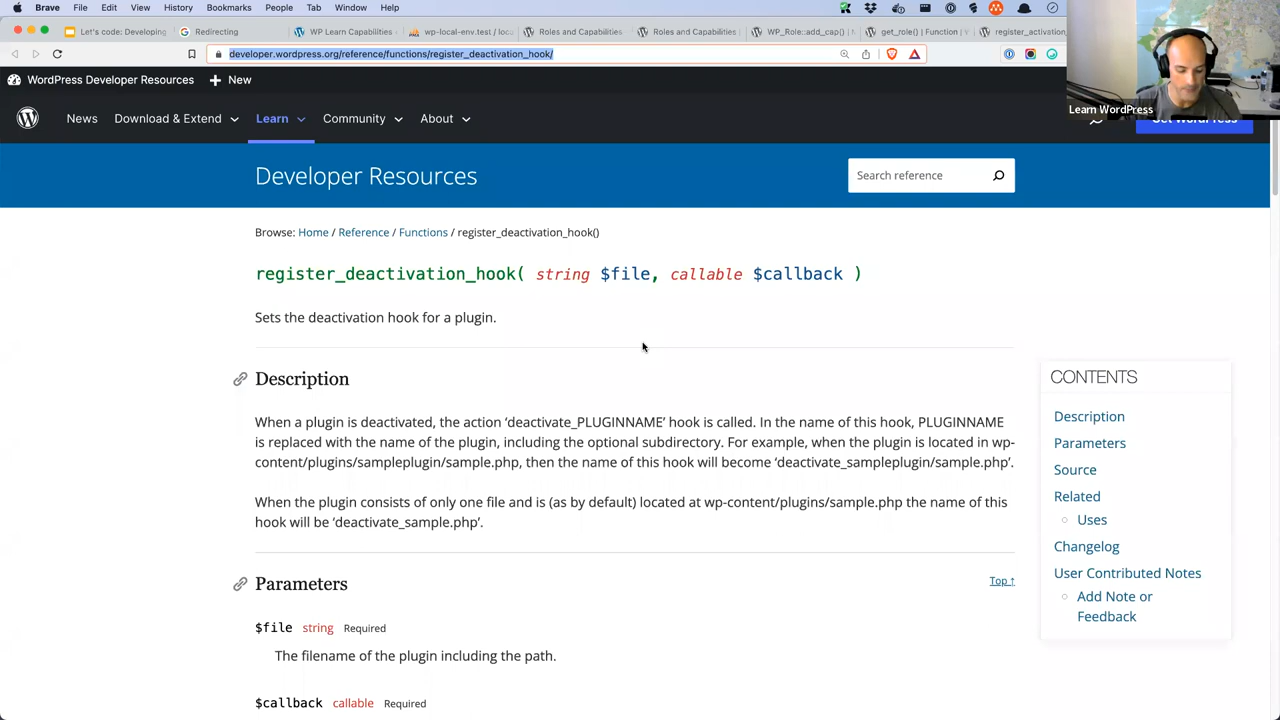 Brave File Edit View History Bookmarks People Tab Window Help
Let's code: Developing
Redirecting
WP Learn Capabilities
wp-local-env.test / loca
Roles and Capabilities
Roles and Capabilities
WP_Role::add_cap()
get_role() | Function
register_activation_
developer.wordpress.org/reference/functions/register_deactivation_hook/
WordPress Developer Resources New
Learn WordPress
News Download & Extend Learn Community About
Developer Resources
Search reference
Browse: Home / Reference / Functions / register_deactivation_hook()
register_deactivation_hook( string $file, callable $callback )
Sets the deactivation hook for a plugin.
Description
When a plugin is deactivated, the action ‘deactivate_PLUGINNAME’ hook is called. In the name of this hook, PLUGINNAME
is replaced with the name of the plugin, including the optional subdirectory. For example, when the plugin is located in wp-
content/plugins/sampleplugin/sample.php, then the name of this hook will become ‘deactivate_sampleplugin/sample.php’.
When the plugin consists of only one file and is (as by default) located at wp-content/plugins/sample.php the name of this
hook will be ‘deactivate_sample.php’.
Parameters
Top ↑
$file string Required
The filename of the plugin including the path.
$callback callable Required
CONTENTS
Description
Parameters
Source
Related
Uses
Changelog
User Contributed Notes
Add Note or
Feedback